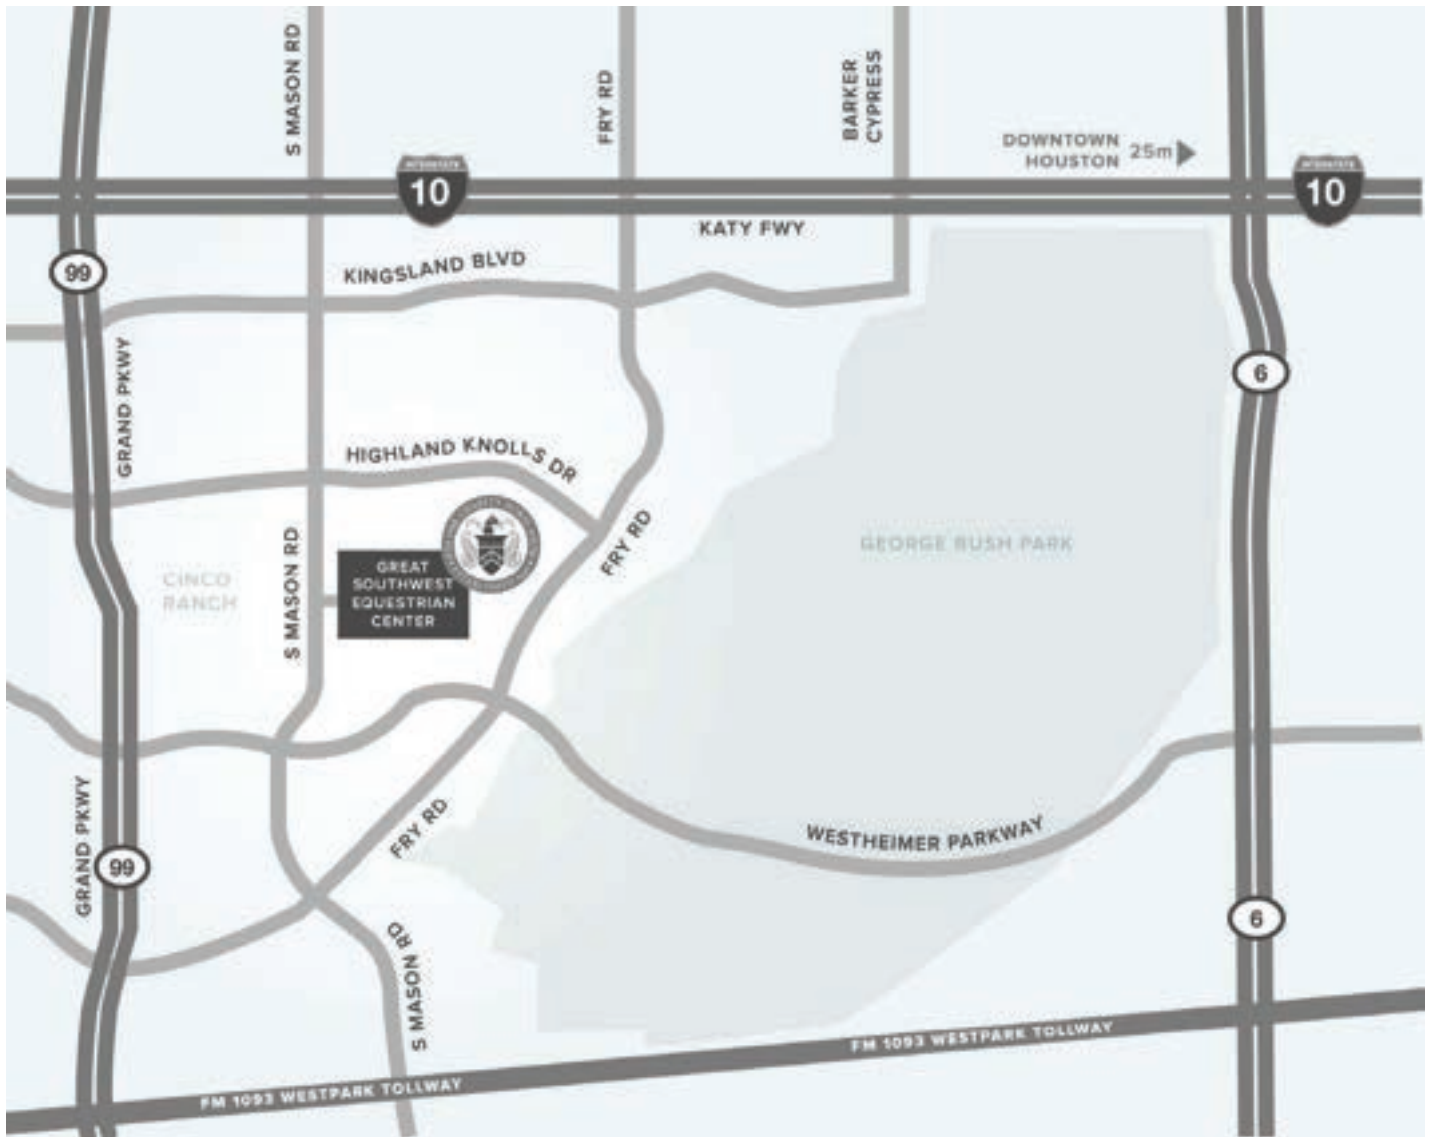 S MASON RD
FRY RD
BARKER
CYPRESS
DOWNTOWN
HOUSTON
25m
INTERSTATE
10
INTERSTATE
10
KATY FWY
99
KINGSLAND BLVD
GRAND PKWY
6
HIGHLAND KNOLLS DR
FRY RD
GEORGE BUSH PARK
S MASON RD
CINCO
RANCH
GREAT
SOUTHWEST
EQUESTRIAN
CENTER
GRAND PKWY
99
FRY RD
WESTHEIMER PARKWAY
6
S MASON RD
FM 1093 WESTPARK TOLLWAY
FM 1093 WESTPARK TOLLWAY